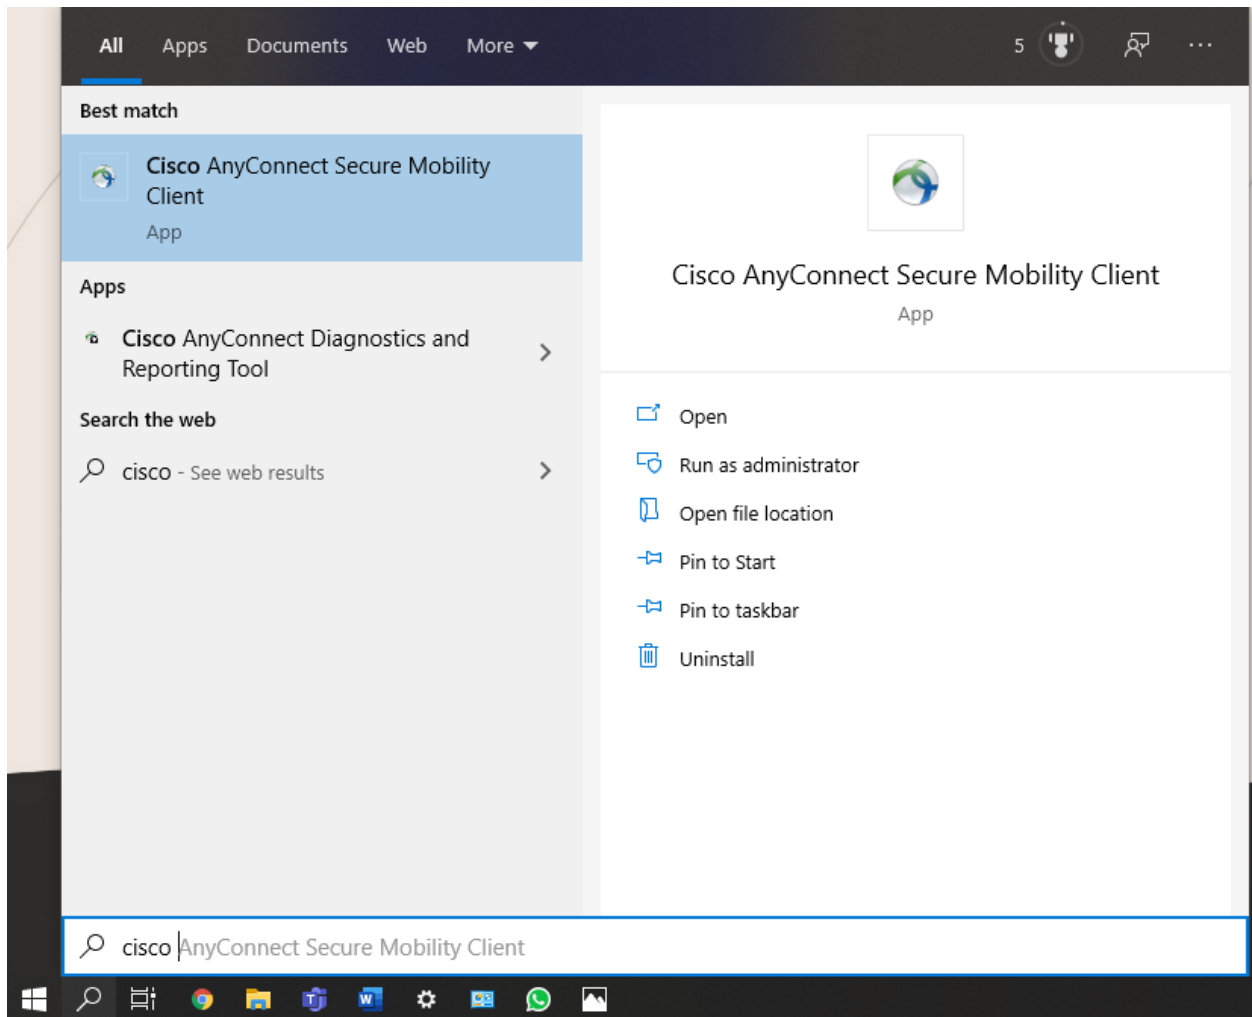 All Apps Documents Web More 5 ...
Best match
Cisco AnyConnect Secure Mobility
Client
App
Apps
Cisco AnyConnect Diagnostics and
Reporting Tool
Search the web
cisco - See web results
Cisco AnyConnect Secure Mobility Client
App
Open
Run as administrator
Open file location
Pin to Start
Pin to taskbar
Uninstall
cisco AnyConnect Secure Mobility Client